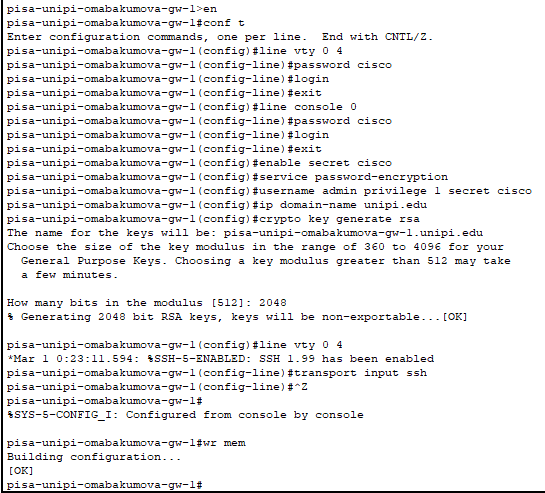 pisa-unipi-omabakumova-gw-1>en
pisa-unipi-omabakumova-gw-1#conf t
Enter configuration commands, one per line.  End with CNTL/Z.
pisa-unipi-omabakumova-gw-1(config)#line vty 0 4
pisa-unipi-omabakumova-gw-1(config-line)#password cisco
pisa-unipi-omabakumova-gw-1(config-line)#login
pisa-unipi-omabakumova-gw-1(config-line)#exit
pisa-unipi-omabakumova-gw-1(config)#line console 0
pisa-unipi-omabakumova-gw-1(config-line)#password cisco
pisa-unipi-omabakumova-gw-1(config-line)#login
pisa-unipi-omabakumova-gw-1(config-line)#exit
pisa-unipi-omabakumova-gw-1(config)#enable secret cisco
pisa-unipi-omabakumova-gw-1(config)#service password-encryption
pisa-unipi-omabakumova-gw-1(config)#username admin privilege 1 secret cisco
pisa-unipi-omabakumova-gw-1(config)#ip domain-name unipi.edu
pisa-unipi-omabakumova-gw-1(config)#crypto key generate rsa
The name for the keys will be: pisa-unipi-omabakumova-gw-1.unipi.edu
Choose the size of the key modulus in the range of 360 to 4096 for your
  General Purpose Keys. Choosing a key modulus greater than 512 may take
  a few minutes.

How many bits in the modulus [512]: 2048
% Generating 2048 bit RSA keys, keys will be non-exportable...[OK]

pisa-unipi-omabakumova-gw-1(config)#line vty 0 4
*Mar 1 0:23:11.594: %SSH-5-ENABLED: SSH 1.99 has been enabled
pisa-unipi-omabakumova-gw-1(config-line)#transport input ssh
pisa-unipi-omabakumova-gw-1(config-line)#^Z
pisa-unipi-omabakumova-gw-1#
%SYS-5-CONFIG_I: Configured from console by console

pisa-unipi-omabakumova-gw-1#wr mem
Building configuration...
[OK]
pisa-unipi-omabakumova-gw-1#